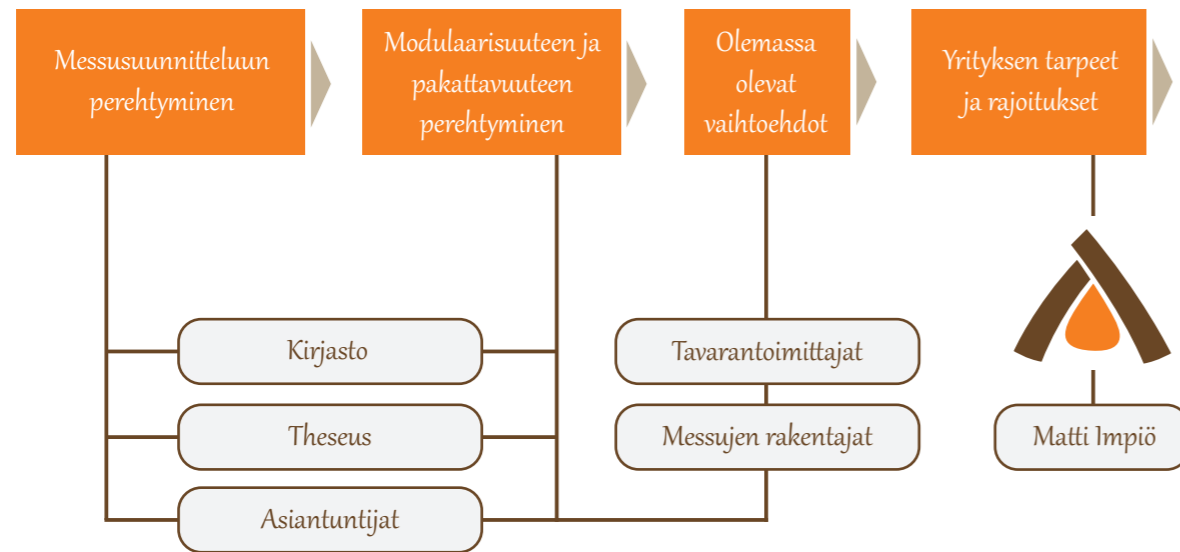 Messusuunnitteluun
perehtyminen
Modulaarisuuteen ja
pakattavuuteen
perehtyminen
Olemassa
olevat
vaihtoehdot
Yrityksen tarpeet
ja rajoitukset
Kirjasto
Theseus
Asiantuntijat
Tavarantoimittajat
Messujen rakentajat
Matti Impiö